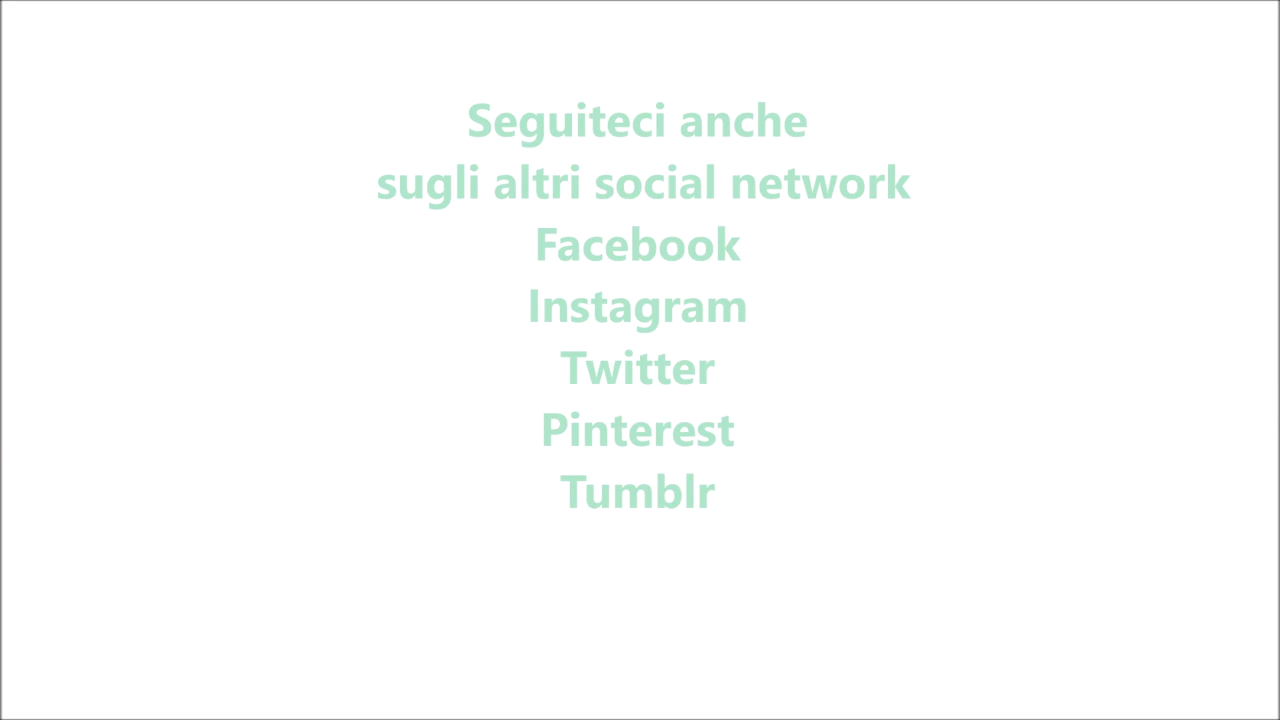 Seguiteci anche
sugli altri social network
Facebook
Instagram
Twitter
Pinterest
Tumblr